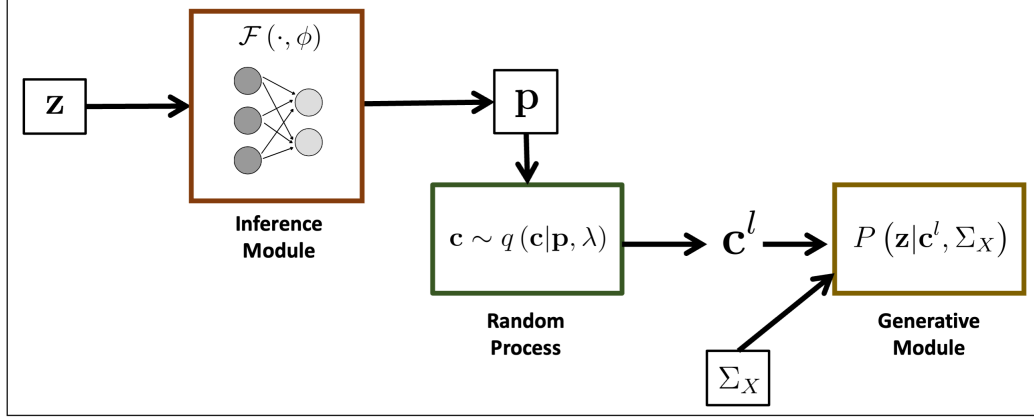 𝓕 (·, ϕ)
z
p
Inference
Module
c ∼ q (c|p, λ)
c^l
P (z|c^l, Σ_X)
Random
Process
Generative
Module
Σ_X